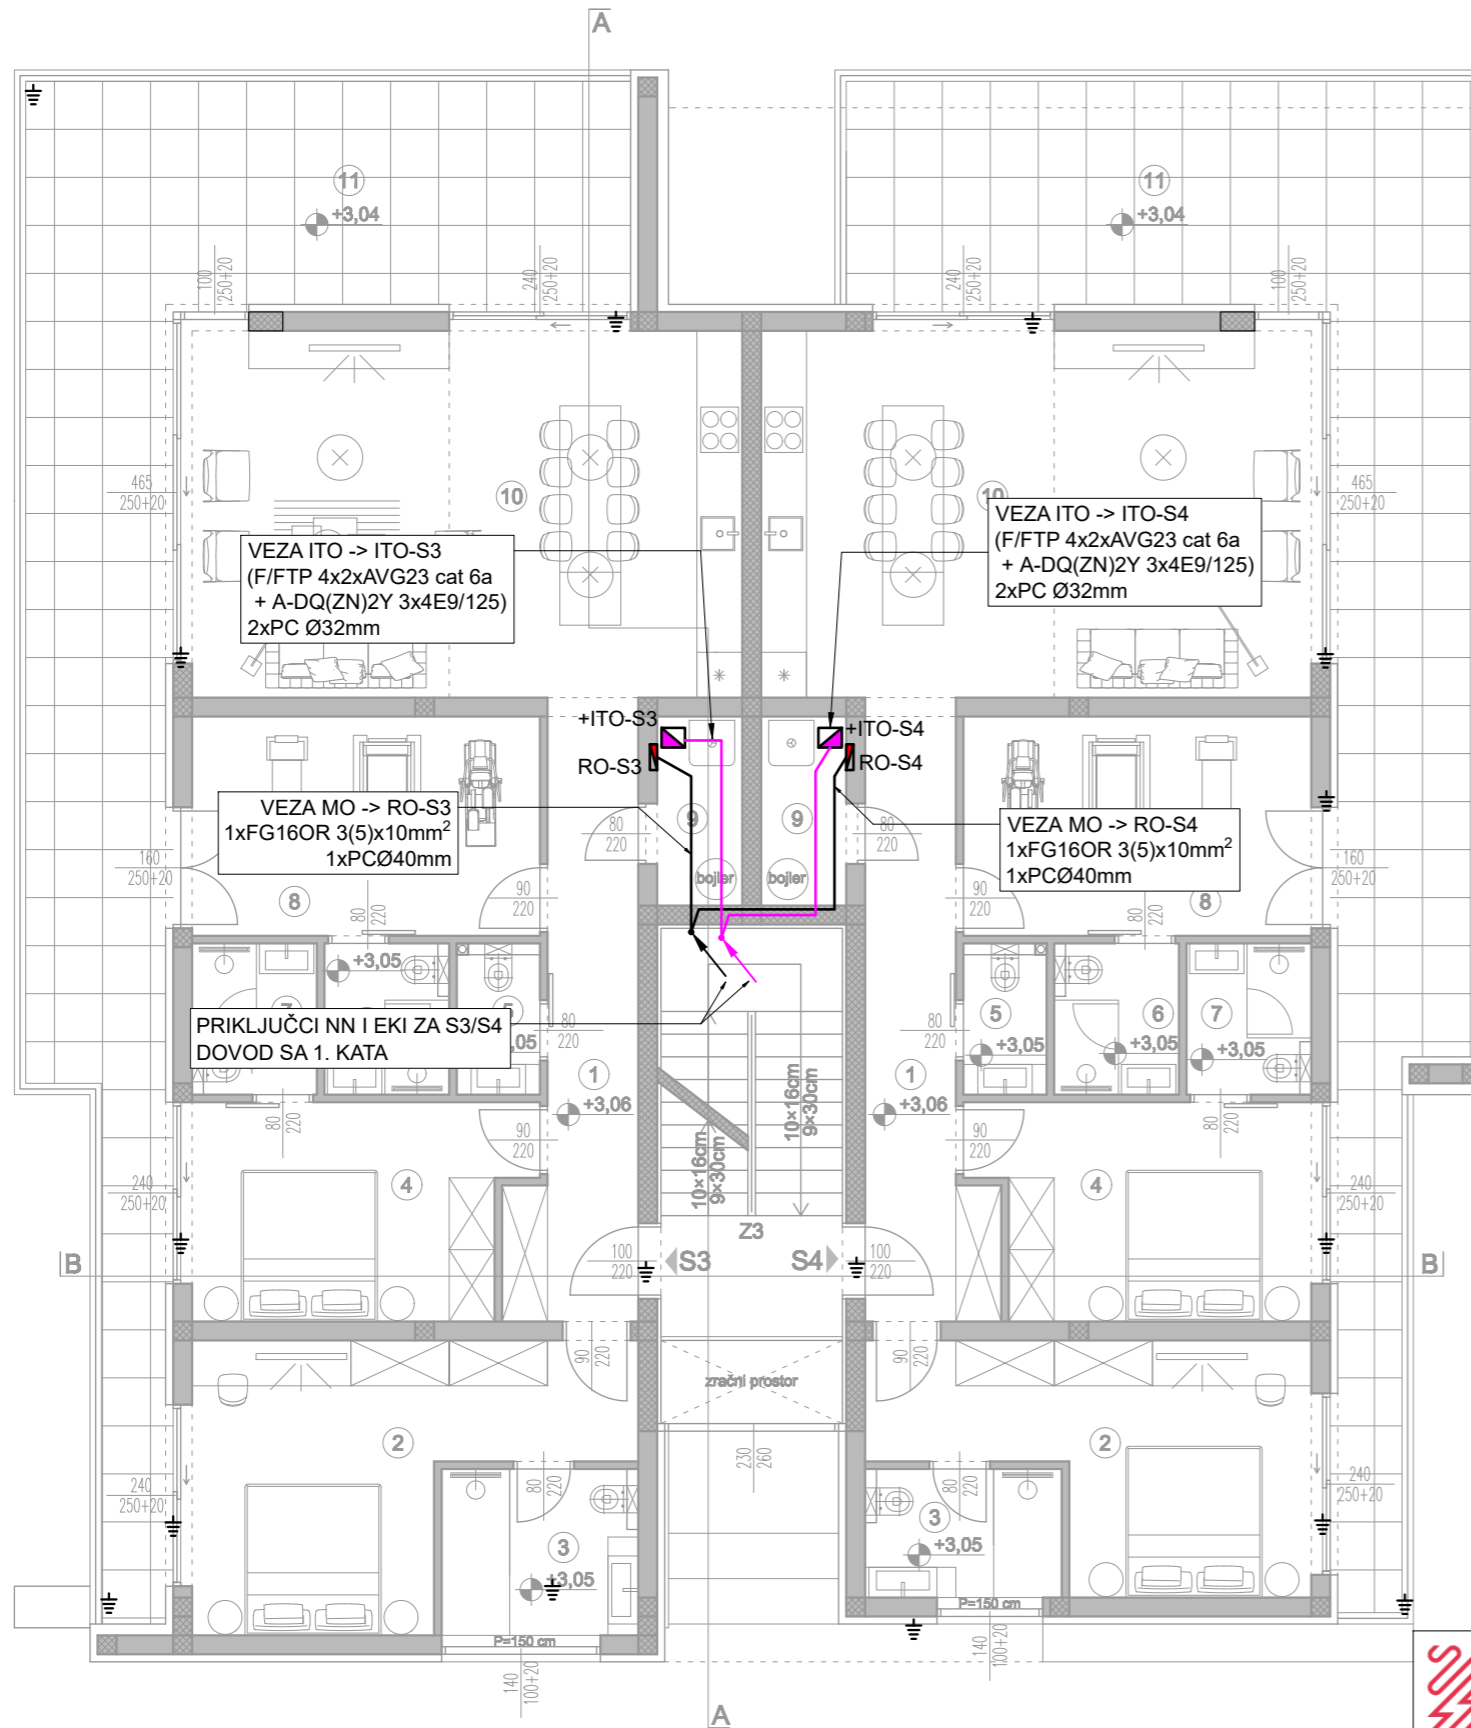 A
11
+3,04
11
+3,04
100
250+20
240
250+20
240
250+20
100
250+20
465
250+20
10
10
465
250+20
VEZA ITO -> ITO-S3
(F/FTP 4x2xAVG23 cat 6a
+ A-DQ(ZN)2Y 3x4E9/125)
2xPC Ø32mm
VEZA ITO -> ITO-S4
(F/FTP 4x2xAVG23 cat 6a
+ A-DQ(ZN)2Y 3x4E9/125)
2xPC Ø32mm
+ITO-S3
+ITO-S4
RO-S3
RO-S4
VEZA MO -> RO-S3
1xFG16OR 3(5)x10mm²
1xPCØ40mm
VEZA MO -> RO-S4
1xFG16OR 3(5)x10mm²
1xPCØ40mm
9
9
80
220
80
220
160
250+20
160
250+20
bojler
bojler
8
80
220
90
220
90
220
80
220
8
+3,05
7
5
PRIKLJUČCI NN I EKI ZA S3/S4
DOVOD SA 1. KATA
,05
80
220
80
220
5
+3,05
6
+3,05
7
+3,05
1
+3,06
1
+3,06
80
220
90
220
10×16cm
9×30cm
10×16cm
9×30cm
90
220
80
220
4
4
240
250+20
240
250+20
Z3
B
100
220
S3
S4
100
220
B
90
220
90
220
zračni prostor
2
2
230
260
240
250+20
240
250+20
80
220
80
220
3
+3,05
3
+3,05
P=150 cm
P=150 cm
140
100+20
140
100+20
A